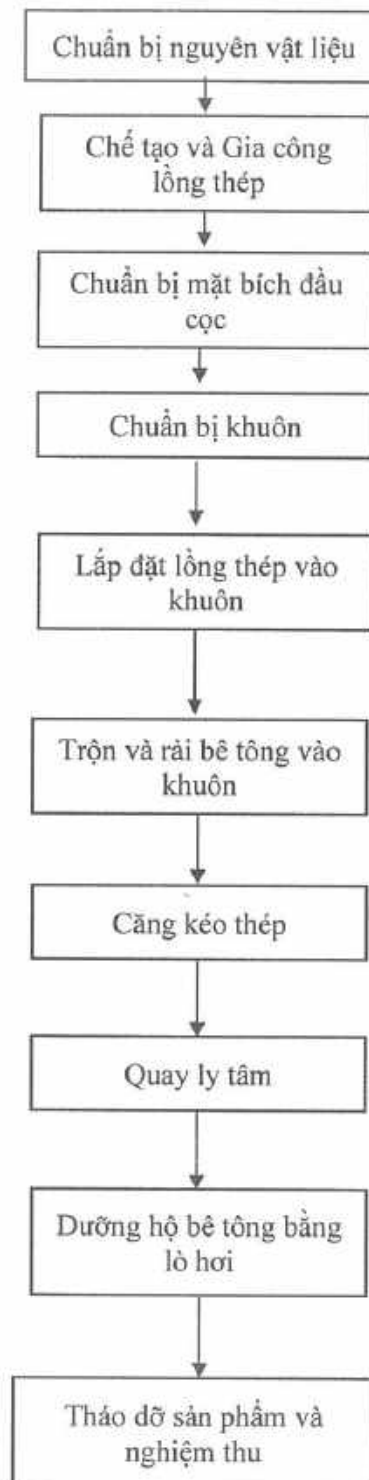 Chuẩn bị nguyên vật liệu
Chế tạo và Gia công
lồng thép
Chuẩn bị mặt bích đầu
cọc
Chuẩn bị khuôn
Lắp đặt lồng thép vào
khuôn
Trộn và rải bê tông vào
khuôn
Căng kéo thép
Quay ly tâm
Dưỡng hộ bê tông bằng
lò hơi
Tháo dỡ sản phẩm và
nghiệm thu